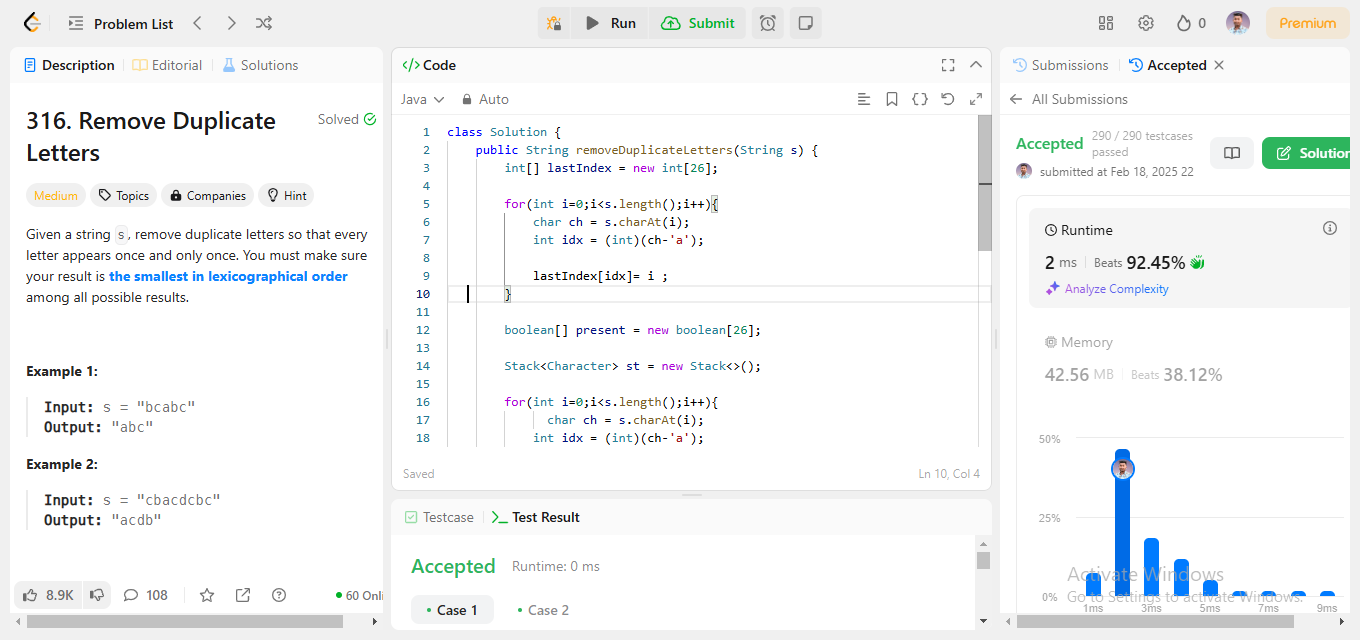 Problem List
Run
Submit
0
Premium
Description
Editorial
Solutions
316. Remove Duplicate
Letters
Solved
Medium
Topics
Companies
Hint
Given a string s, remove duplicate letters so that every
letter appears once and only once. You must make sure
your result is the smallest in lexicographical order
among all possible results.
Example 1:
Input: s = "bcabc"
Output: "abc"
Example 2:
Input: s = "cbacdcbc"
Output: "acdb"
8.9K
108
60 Onli
</> Code
Java
Auto
1 class Solution {
2 public String removeDuplicateLetters(String s) {
3 int[] lastIndex = new int[26];
4
5 for(int i=0;i<s.length();i++){
6 char ch = s.charAt(i);
7 int idx = (int)(ch-'a');
8
9 lastIndex[idx]= i ;
10 }
11
12 boolean[] present = new boolean[26];
13
14 Stack<Character> st = new Stack<>();
15
16 for(int i=0;i<s.length();i++){
17 char ch = s.charAt(i);
18 int idx = (int)(ch-'a');
Saved
Ln 10, Col 4
Testcase
Test Result
Accepted
Runtime: 0 ms
Case 1
Case 2
Submissions
Accepted
All Submissions
Accepted
290 / 290 testcases
passed
submitted at Feb 18, 2025 22
Solution
Runtime
2 ms
Beats 92.45%
Analyze Complexity
Memory
42.56 MB
Beats 38.12%
50%
25%
0%
1ms
3ms
5ms
7ms
9ms
Activate Windows
Go to Settings to activate Windows.